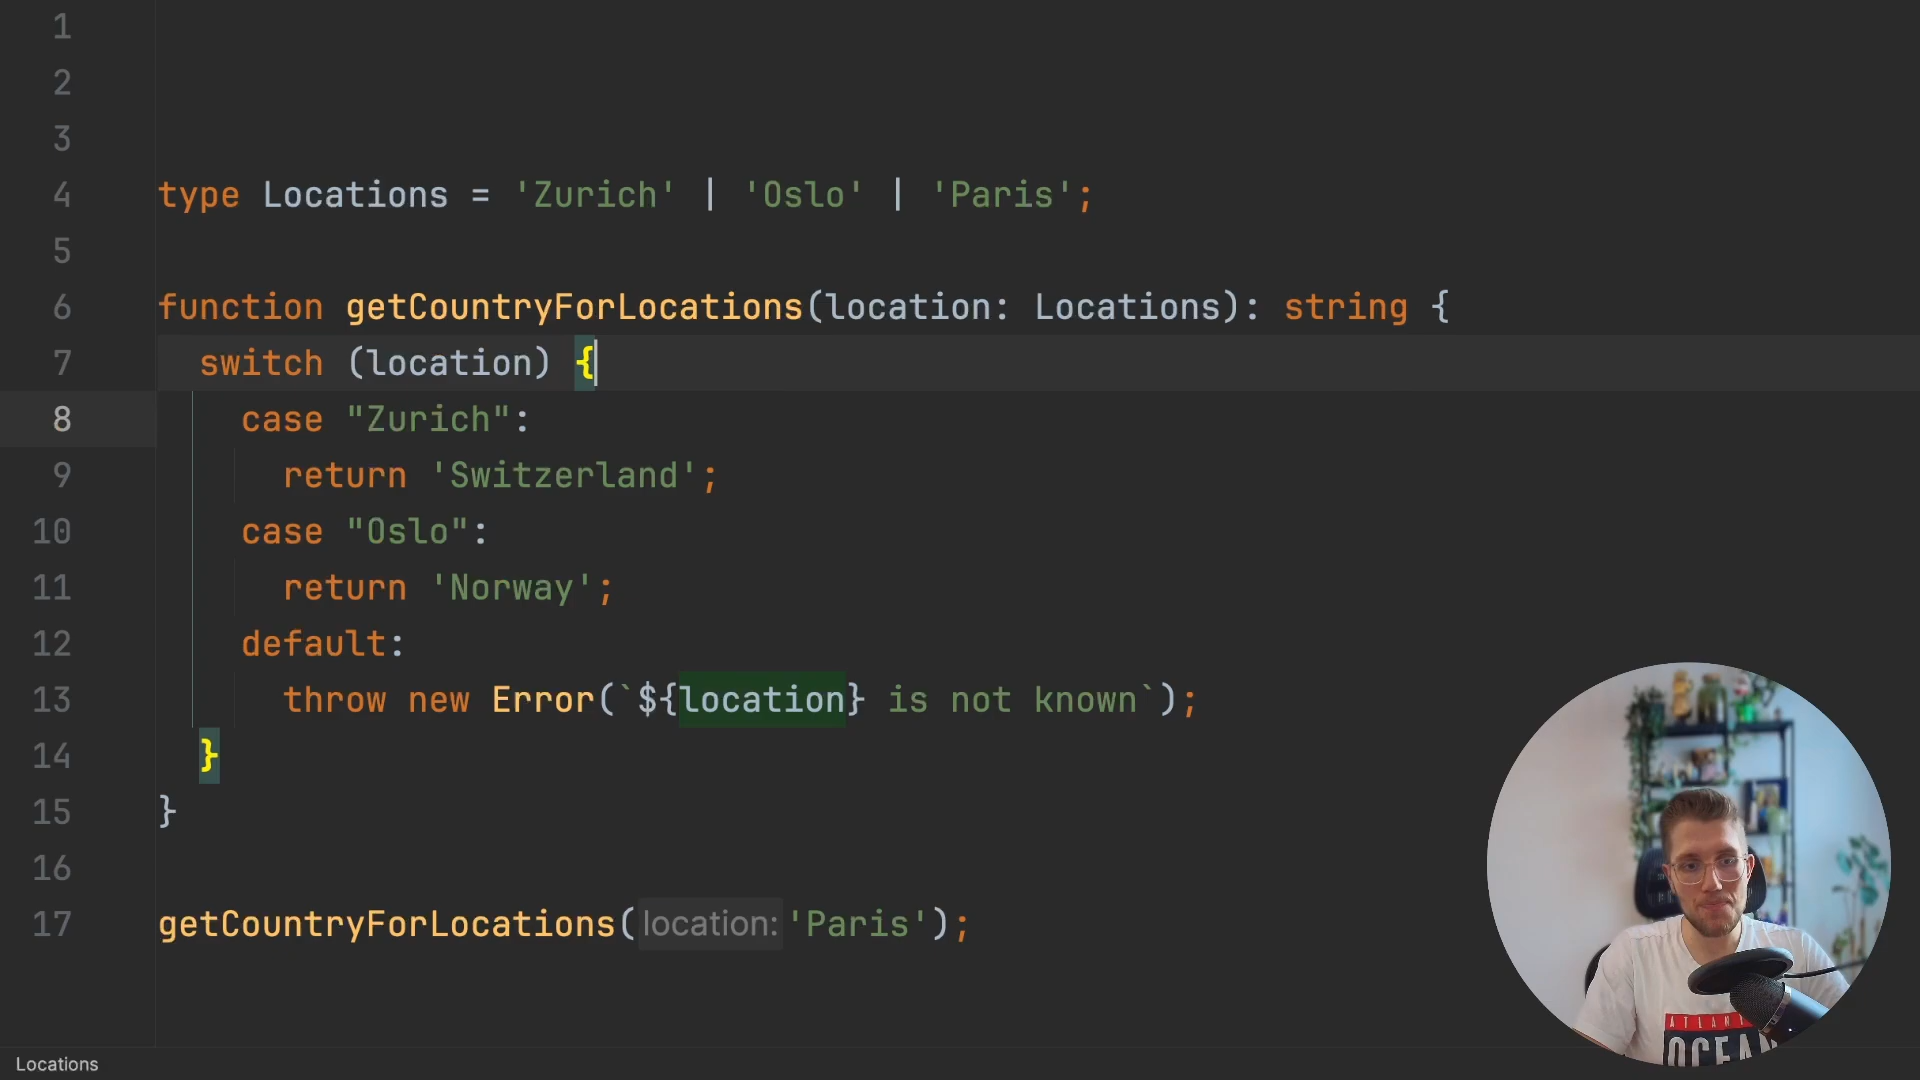 1
2
3
4 type Locations = 'Zurich' | 'Oslo' | 'Paris';
5
6 function getCountryForLocations(location: Locations): string {
7 switch (location) {
8 case "Zurich":
9 return 'Switzerland';
10 case "Oslo":
11 return 'Norway';
12 default:
13 throw new Error(`${location} is not known`);
14 }
15 }
16
17 getCountryForLocations(location: 'Paris');
ATLANT
OCEAN
Locations